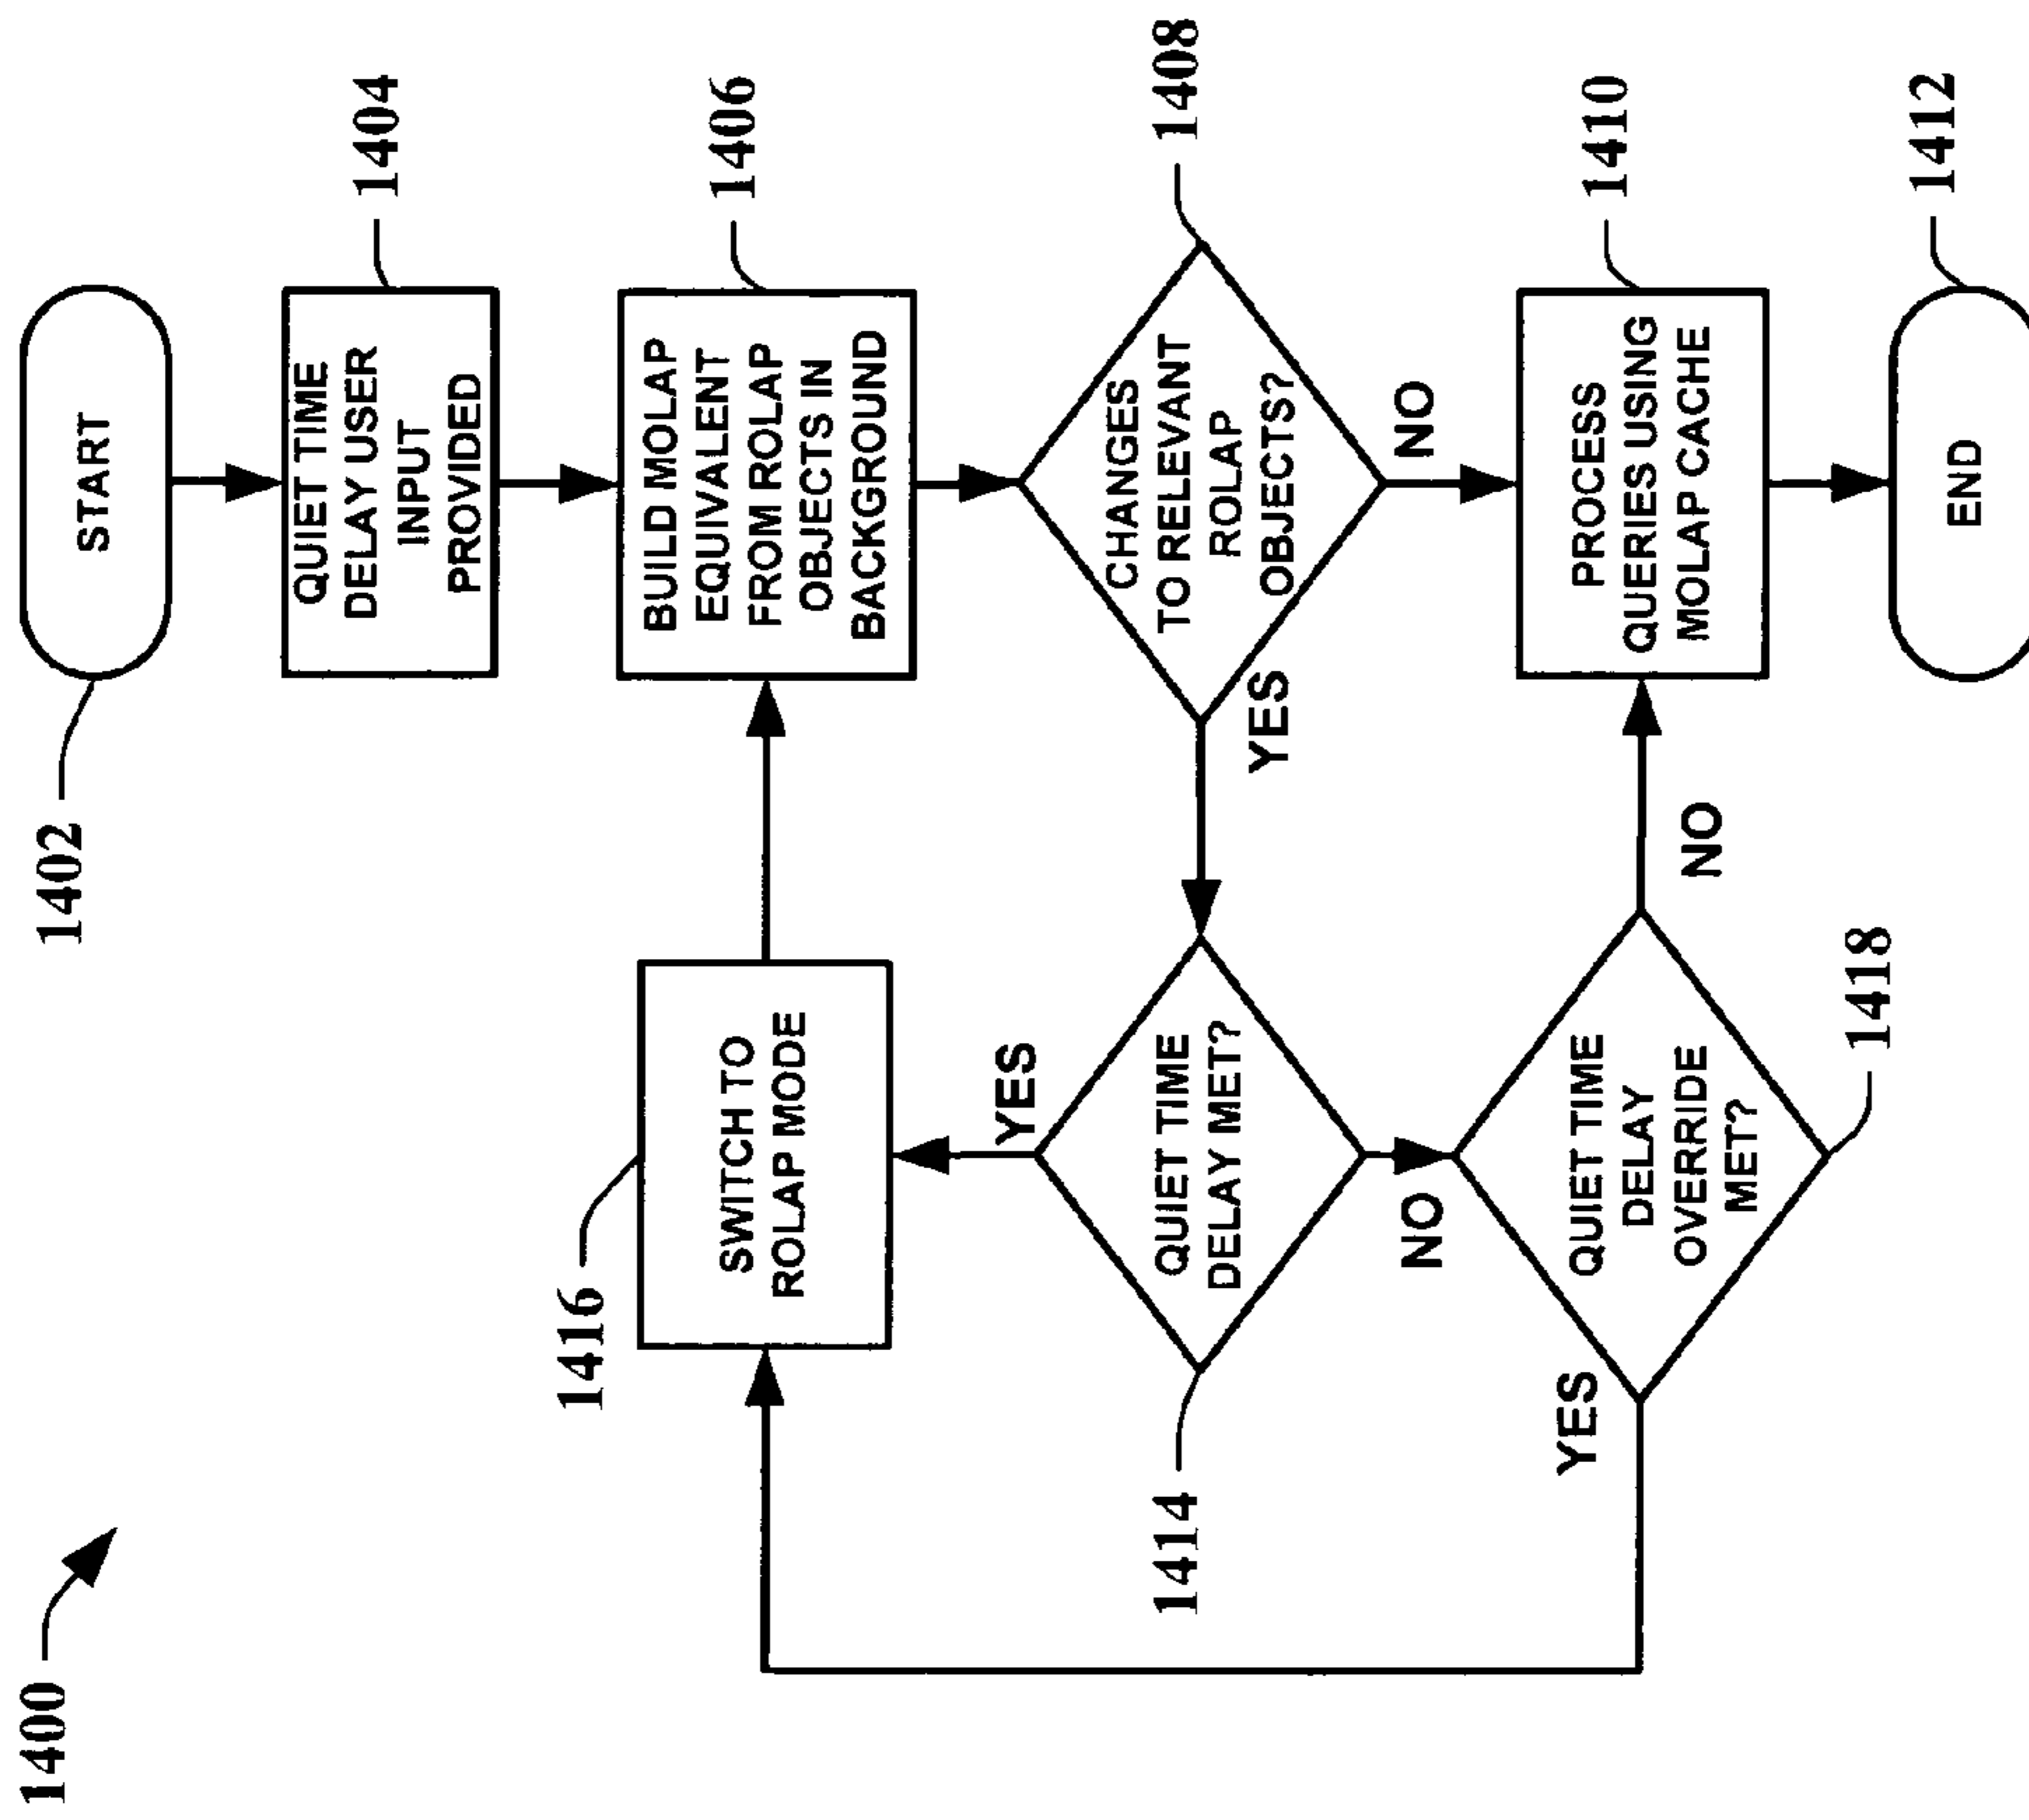 1400
START
1402
QUIET TIME
DELAY USER
INPUT
PROVIDED
1404
BUILD MOLAP
EQUIVALENT
FROM ROLAP
OBJECTS IN
BACKGROUND
1406
SWITCH TO
ROLAP MODE
1416
CHANGES
TO RELEVANT
ROLAP
OBJECTS?
1408
YES
NO
QUIET TIME
DELAY MET?
1414
YES
NO
QUIET TIME
DELAY
OVERRIDE
MET?
1418
YES
NO
PROCESS
QUERIES USING
MOLAP CACHE
1410
END
1412